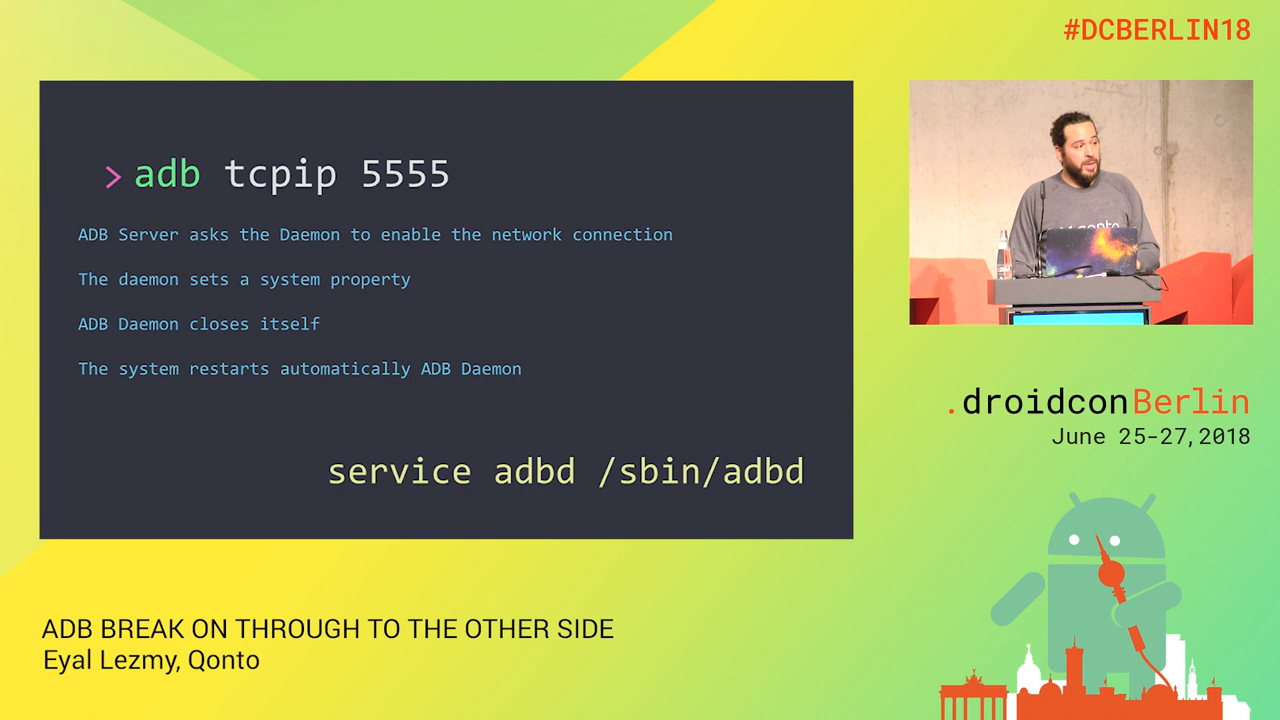 #DCBERLIN18
> adb tcpip 5555
ADB Server asks the Daemon to enable the network connection
The daemon sets a system property
ADB Daemon closes itself
The system restarts automatically ADB Daemon
service adbd /sbin/adbd
.droidconBerlin
June 25-27,2018
ADB BREAK ON THROUGH TO THE OTHER SIDE
Eyal Lezmy, Qonto